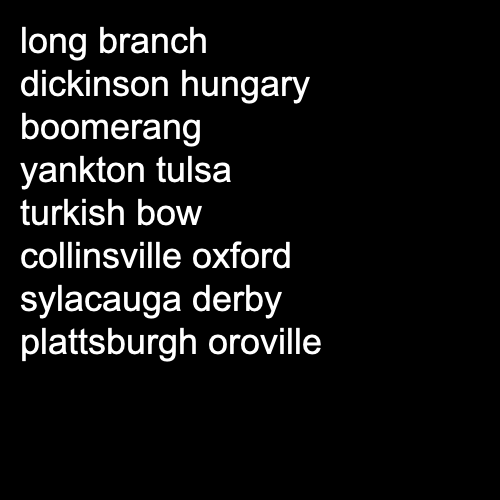 long branch
dickinson hungary
boomerang
yankton tulsa
turkish bow
collinsville oxford
sylacauga derby
plattsburgh oroville